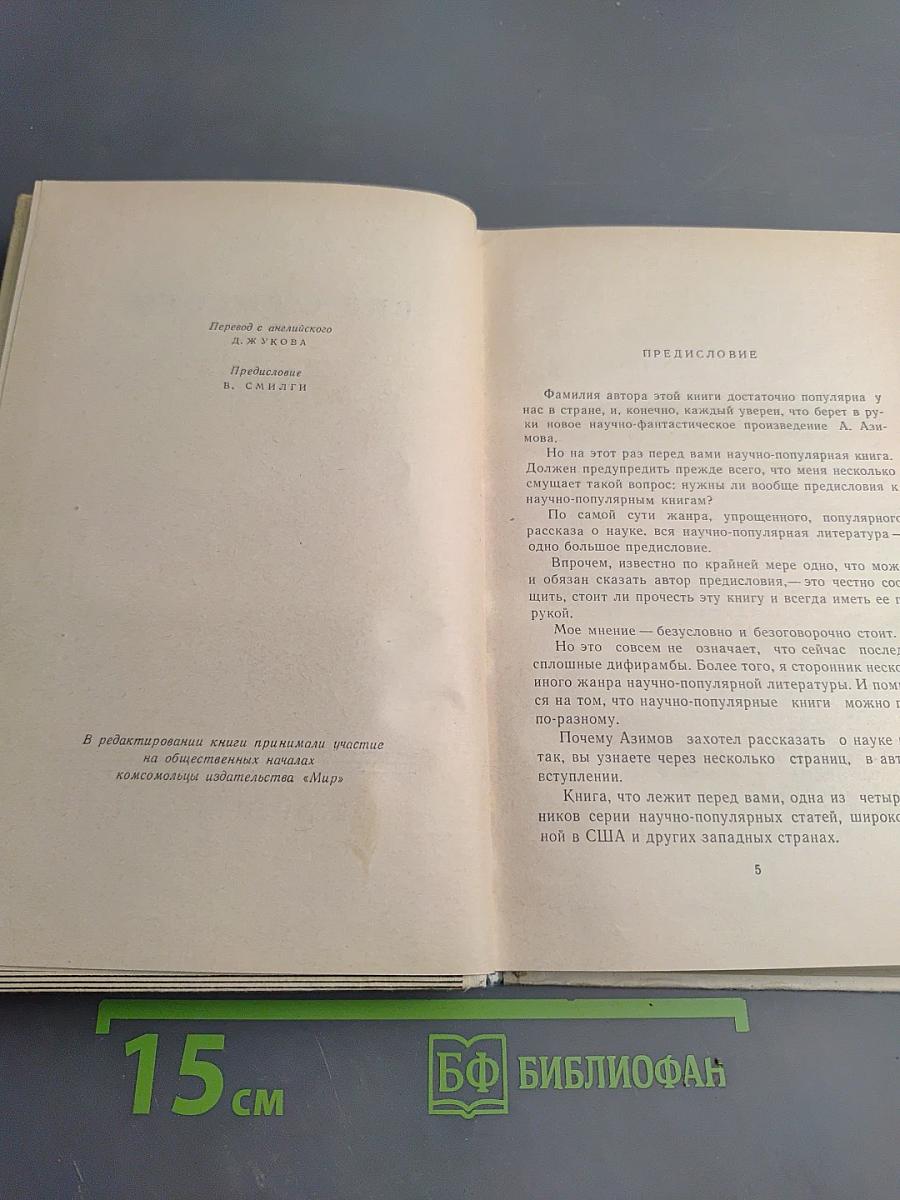 Перевод с английского
Д. ЖУКОВА
Предисловие
В. СМИЛГИ
В редактировании книги принимали участие
на общественных началах
комсомольцы издательства «Мир»
ПРЕДИСЛОВИЕ
Фамилия автора этой книги достаточно популярна у
нас в стране, и, конечно, каждый уверен, что берет в ру-
ки новое научно-фантастическое произведение А. Ази-
мова.
Но на этот раз перед вами научно-популярная книга.
Должен предупредить прежде всего, что меня несколько
смущает такой вопрос: нужны ли вообще предисловия к
научно-популярным книгам?
По самой сути жанра, упрощенного, популярного
рассказа о науке, вся научно-популярная литература —
одно большое предисловие.
Впрочем, известно по крайней мере одно, что мож
и обязан сказать автор предисловия,— это честно соо
щить, стоит ли прочесть эту книгу и всегда иметь ее п
рукой.
Мое мнение — безусловно и безоговорочно стоит.
Но это совсем не означает, что сейчас послед
сплошные дифирамбы. Более того, я сторонник неско
иного жанра научно-популярной литературы. И пом
ся на том, что научно-популярные книги можно п
по-разному.
Почему Азимов захотел рассказать о науке
так, вы узнаете через несколько страниц, в авт
вступлении.
Книга, что лежит перед вами, одна из четыр
ников серии научно-популярных статей, широко
ной в США и других западных странах.
5
15 см
БФ БИБЛИОФАН